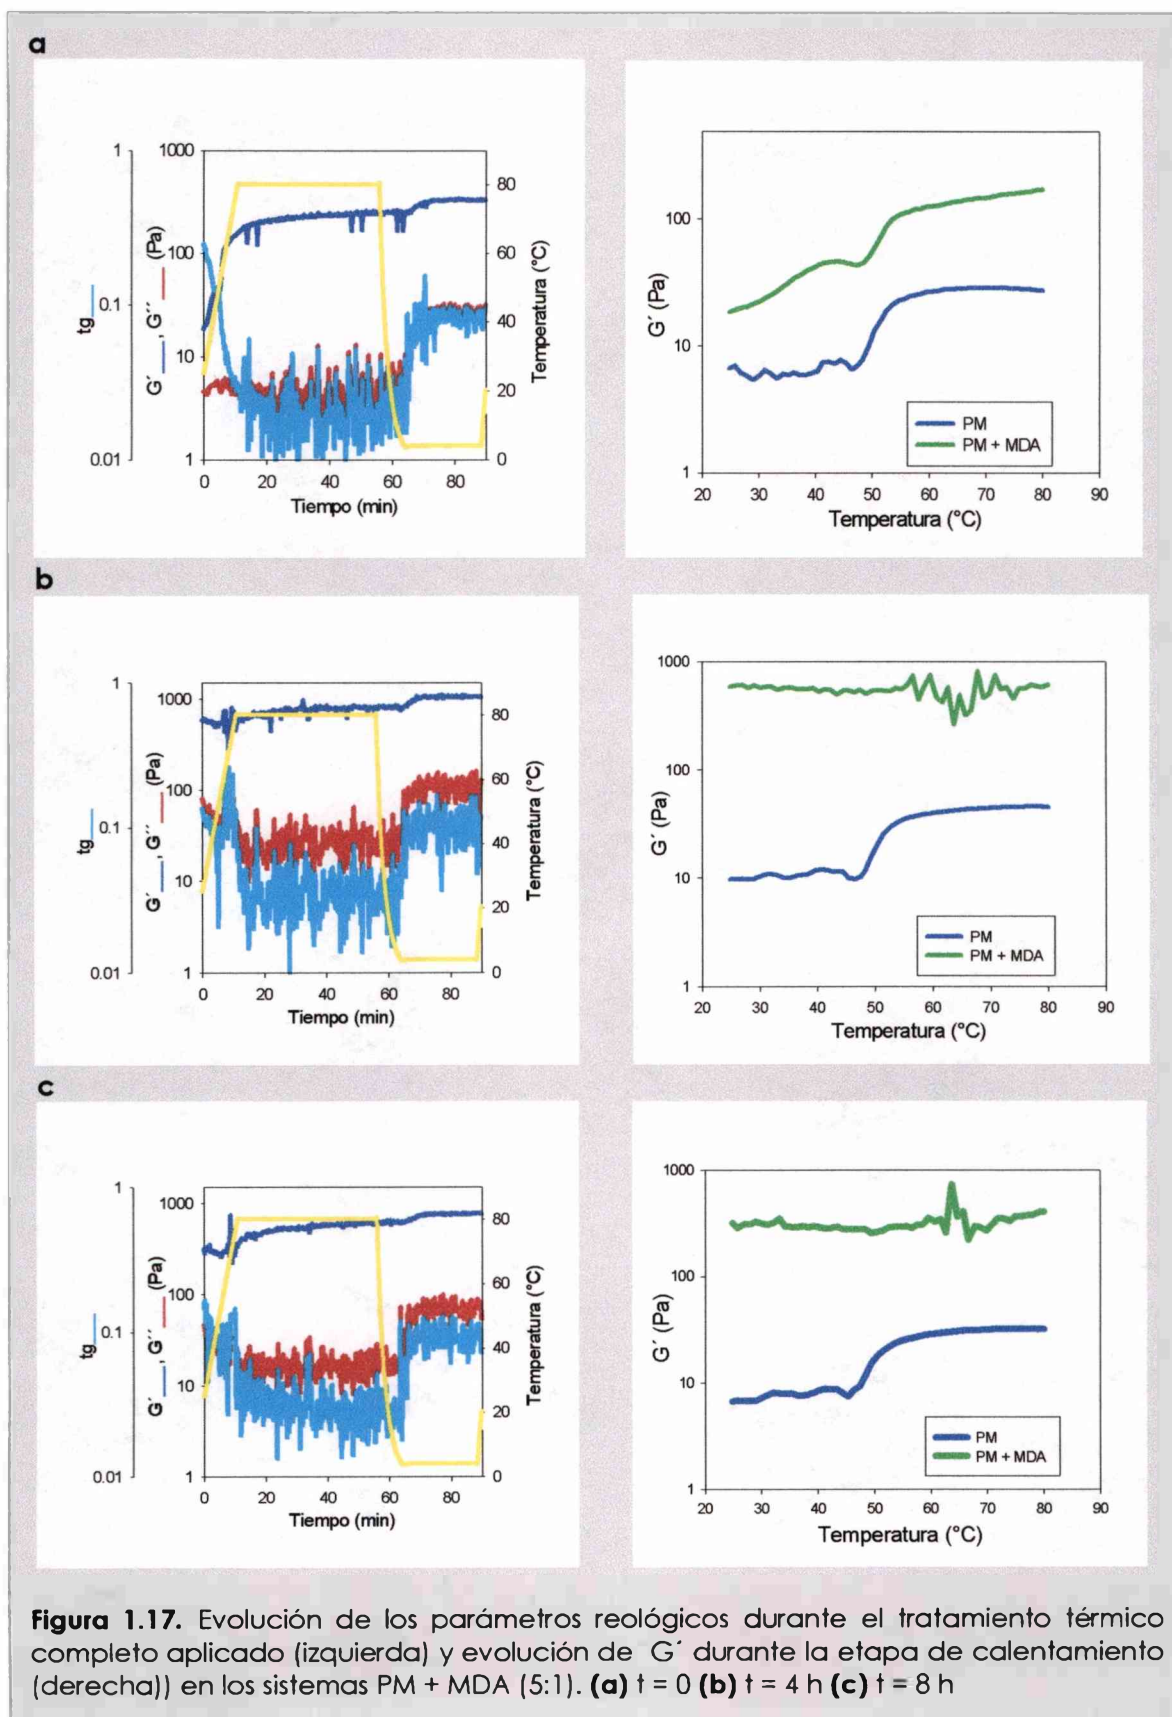 a
1
0.1
0.01
tg
1000
100
10
1
G´ , G´´ (Pa)
80
60
40
20
0
Temperatura (°C)
0 20 40 60 80
Tiempo (min)
100
10
1
G´ (Pa)
PM
PM + MDA
20 30 40 50 60 70 80 90
Temperatura (°C)
b
1
0.1
0.01
tg
1000
100
10
1
G´ , G´´ (Pa)
80
60
40
20
0
Temperatura (°C)
0 20 40 60 80
Tiempo (min)
1000
100
10
1
G´ (Pa)
PM
PM + MDA
20 30 40 50 60 70 80 90
Temperatura (°C)
c
1
0.1
0.01
tg
1000
100
10
1
G´ , G´´ (Pa)
80
60
40
20
0
Temperatura (°C)
0 20 40 60 80
Tiempo (min)
1000
100
10
1
G´ (Pa)
PM
PM + MDA
20 30 40 50 60 70 80 90
Temperatura (°C)
Figura 1.17. Evolución de los parámetros reológicos durante el tratamiento térmico
completo aplicado (izquierda) y evolución de G´ durante la etapa de calentamiento
(derecha)) en los sistemas PM + MDA (5:1). (a) t = 0 (b) t = 4 h (c) t = 8 h